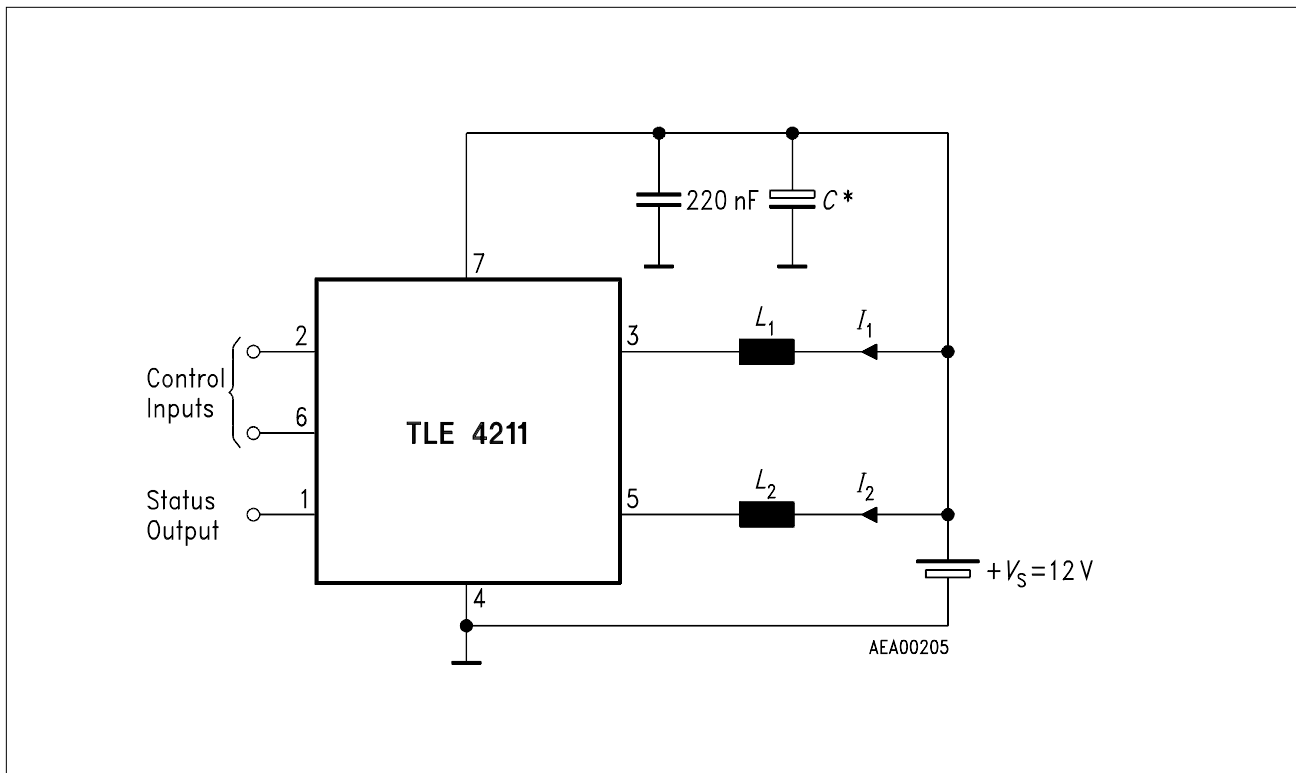 220 nF
C*
7
2
3
L1
I1
Control
Inputs
6
TLE 4211
Status
Output
1
5
L2
I2
+VS=12 V
4
AEA00205